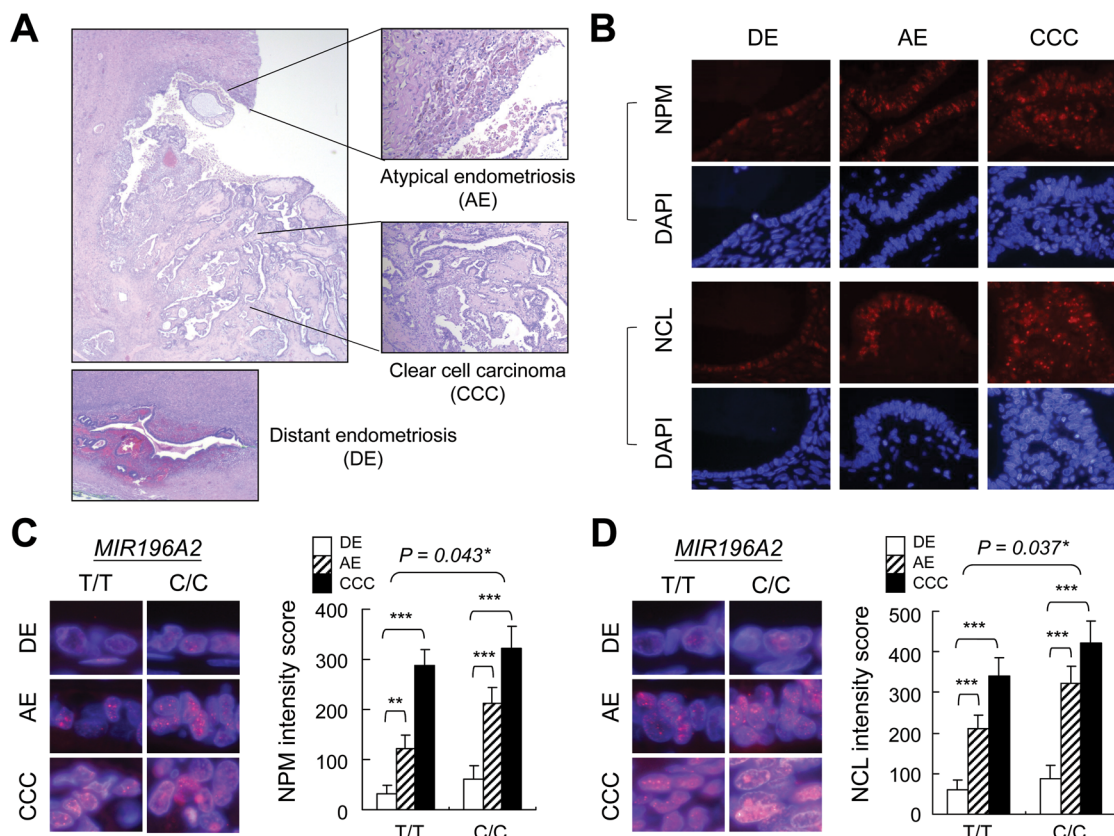 A
Atypical endometriosis
(AE)
Clear cell carcinoma
(CCC)
Distant endometriosis
(DE)
B
DE AE CCC
NPM
DAPI
NCL
DAPI
C
MIR196A2
T/T C/C
DE
AE
CCC
DE
AE
CCC
P = 0.043*
***
***
***
**
NPM intensity score
400
300
200
100
0
T/T C/C
D
MIR196A2
T/T C/C
DE
AE
CCC
DE
AE
CCC
P = 0.037*
***
***
***
***
NCL intensity score
500
400
300
200
100
0
T/T C/C